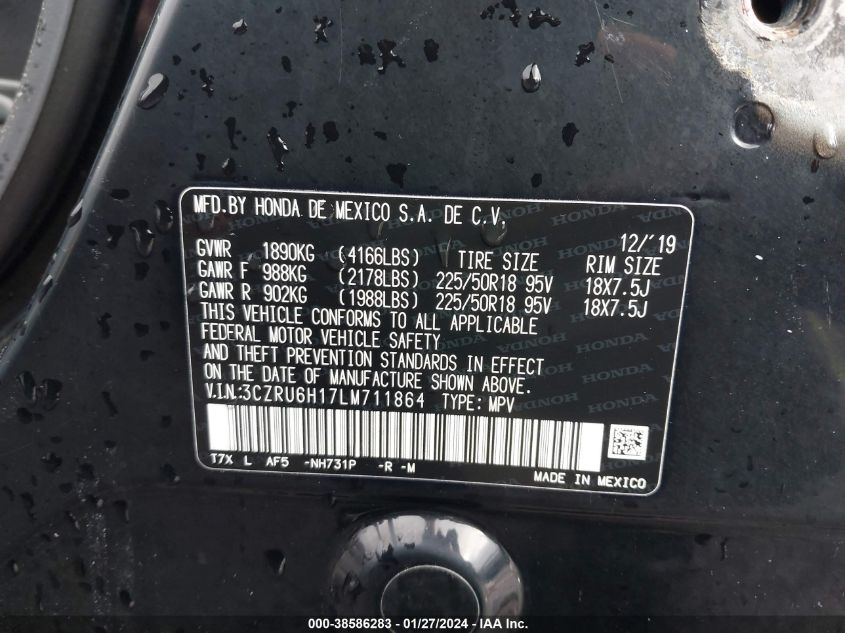 MFD.BY HONDA DE MEXICO S.A. DE C.V.
12/'19
GVWR 1890KG (4166LBS) TIRE SIZE RIM SIZE
GAWR F 988KG (2178LBS) 225/50R18 95V 18X7.5J
GAWR R 902KG (1988LBS) 225/50R18 95V 18X7.5J
THIS VEHICLE CONFORMS TO ALL APPLICABLE
FEDERAL MOTOR VEHICLE SAFETY
AND THEFT PREVENTION STANDARDS IN EFFECT
ON THE DATE OF MANUFACTURE SHOWN ABOVE.
V.I.N.:3CZRU6H17LM711864 TYPE: MPV
T7X L AF5 -NH731P -R -M
MADE IN MEXICO
000-38586283 - 01/27/2024 - IAA Inc.